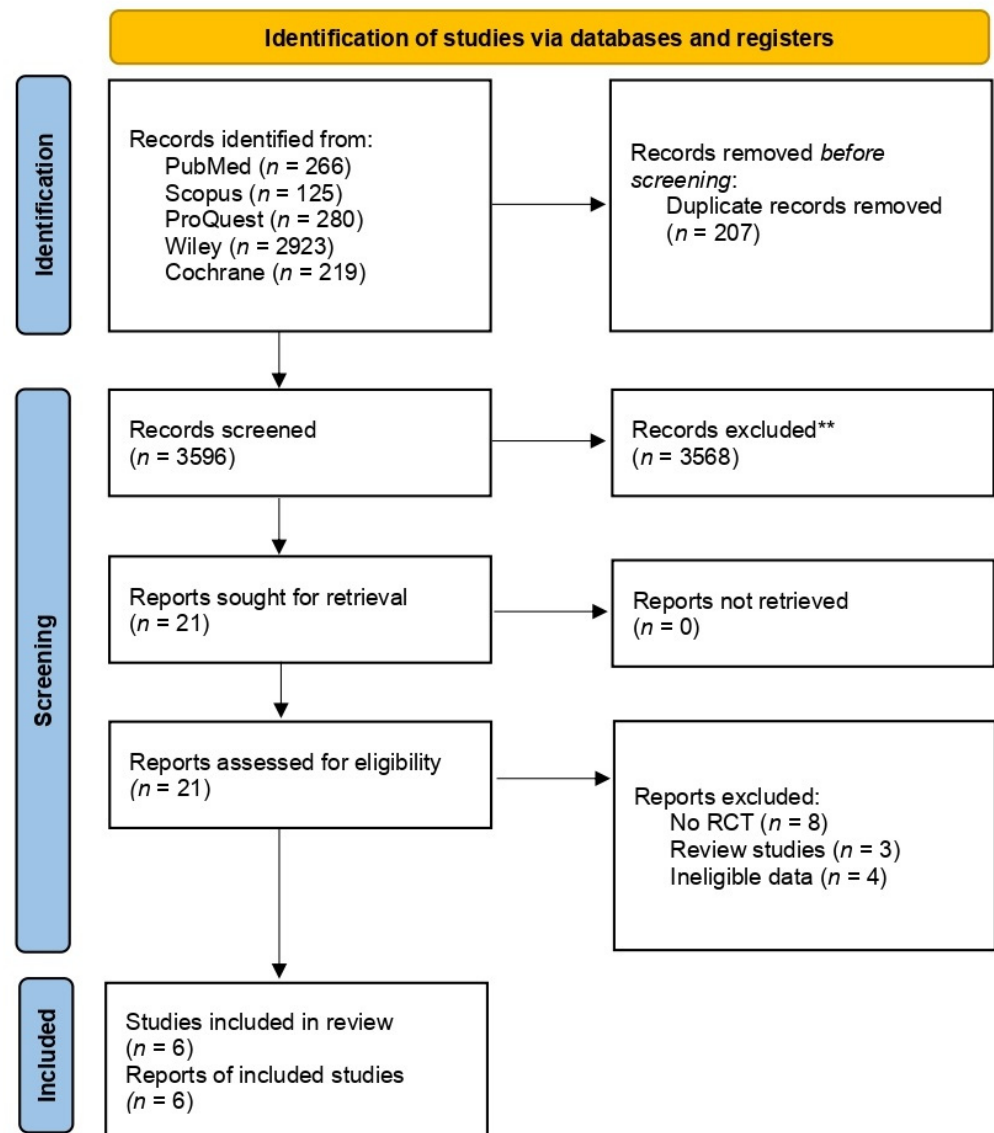 Identification of studies via databases and registers
Identification
Records identified from:
PubMed (n = 266)
Scopus (n = 125)
ProQuest (n = 280)
Wiley (n = 2923)
Cochrane (n = 219)
Records removed before
screening:
Duplicate records removed
(n = 207)
Screening
Records screened
(n = 3596)
Records excluded**
(n = 3568)
Reports sought for retrieval
(n = 21)
Reports not retrieved
(n = 0)
Reports assessed for eligibility
(n = 21)
Reports excluded:
No RCT (n = 8)
Review studies (n = 3)
Ineligible data (n = 4)
Included
Studies included in review
(n = 6)
Reports of included studies
(n = 6)